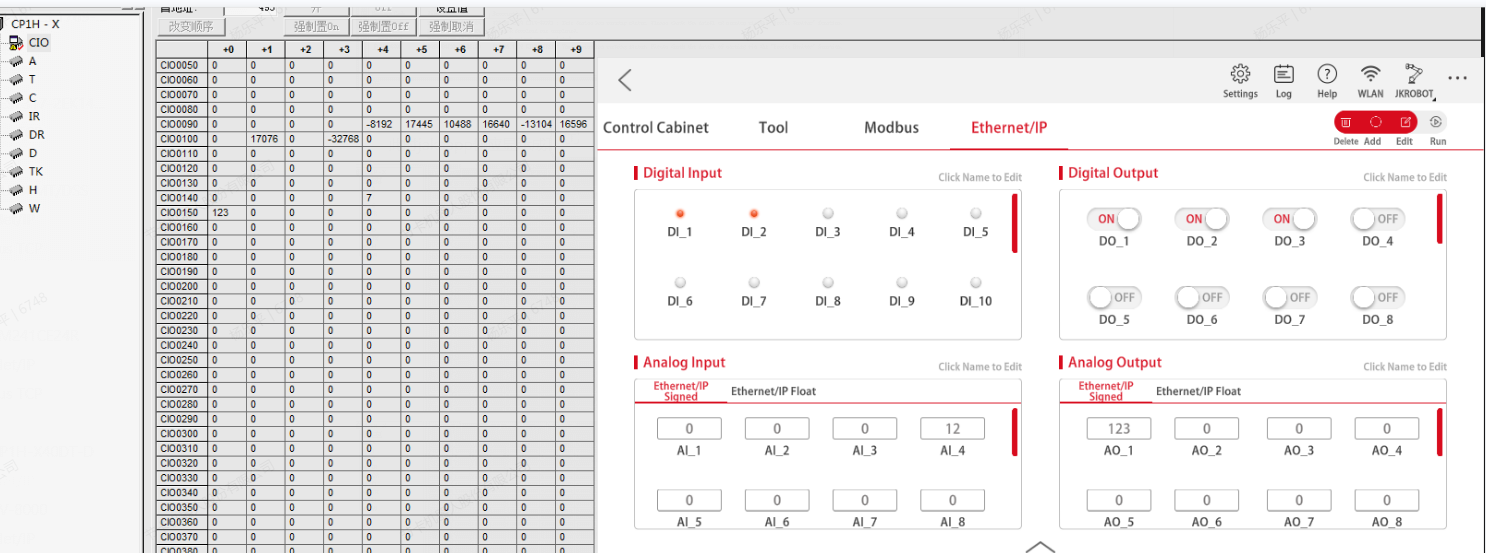 首地址: 495 开 Off 设置值
改变顺序 强制置On 强制置Off 强制取消
CP1H - X
CIO
A
T
C
IR
DR
D
TK
H
W
+0 +1 +2 +3 +4 +5 +6 +7 +8 +9
CIO0050 0 0 0 0 0 0 0 0 0 0
CIO0060 0 0 0 0 0 0 0 0 0 0
CIO0070 0 0 0 0 0 0 0 0 0 0
CIO0080 0 0 0 0 0 0 0 0 0 0
CIO0090 0 0 0 0 -8192 17445 10488 16640 -13104 16596
CIO0100 0 17076 0 -32768 0 0 0 0 0 0
CIO0110 0 0 0 0 0 0 0 0 0 0
CIO0120 0 0 0 0 0 0 0 0 0 0
CIO0130 0 0 0 0 0 0 0 0 0 0
CIO0140 0 0 0 0 7 0 0 0 0 0
CIO0150 123 0 0 0 0 0 0 0 0 0
CIO0160 0 0 0 0 0 0 0 0 0 0
CIO0170 0 0 0 0 0 0 0 0 0 0
CIO0180 0 0 0 0 0 0 0 0 0 0
CIO0190 0 0 0 0 0 0 0 0 0 0
CIO0200 0 0 0 0 0 0 0 0 0 0
CIO0210 0 0 0 0 0 0 0 0 0 0
CIO0220 0 0 0 0 0 0 0 0 0 0
CIO0230 0 0 0 0 0 0 0 0 0 0
CIO0240 0 0 0 0 0 0 0 0 0 0
CIO0250 0 0 0 0 0 0 0 0 0 0
CIO0260 0 0 0 0 0 0 0 0 0 0
CIO0270 0 0 0 0 0 0 0 0 0 0
CIO0280 0 0 0 0 0 0 0 0 0 0
CIO0290 0 0 0 0 0 0 0 0 0 0
CIO0300 0 0 0 0 0 0 0 0 0 0
CIO0310 0 0 0 0 0 0 0 0 0 0
CIO0320 0 0 0 0 0 0 0 0 0 0
CIO0330 0 0 0 0 0 0 0 0 0 0
CIO0340 0 0 0 0 0 0 0 0 0 0
CIO0350 0 0 0 0 0 0 0 0 0 0
CIO0360 0 0 0 0 0 0 0 0 0 0
CIO0370 0 0 0 0 0 0 0 0 0 0
CIO0380 0 0 0 0 0 0 0 0 0 0
Settings Log Help WLAN JKROBOT
Control Cabinet Tool Modbus Ethernet/IP
Delete Add Edit Run
Digital Input Click Name to Edit
DI_1 DI_2 DI_3 DI_4 DI_5
DI_6 DI_7 DI_8 DI_9 DI_10
Digital Output Click Name to Edit
ON ON ON OFF
DO_1 DO_2 DO_3 DO_4
OFF OFF OFF OFF
DO_5 DO_6 DO_7 DO_8
Analog Input Click Name to Edit
Ethernet/IP Signed Ethernet/IP Float
0 0 0 12
AI_1 AI_2 AI_3 AI_4
0 0 0 0
AI_5 AI_6 AI_7 AI_8
Analog Output Click Name to Edit
Ethernet/IP Signed Ethernet/IP Float
123 0 0 0
AO_1 AO_2 AO_3 AO_4
0 0 0 0
AO_5 AO_6 AO_7 AO_8